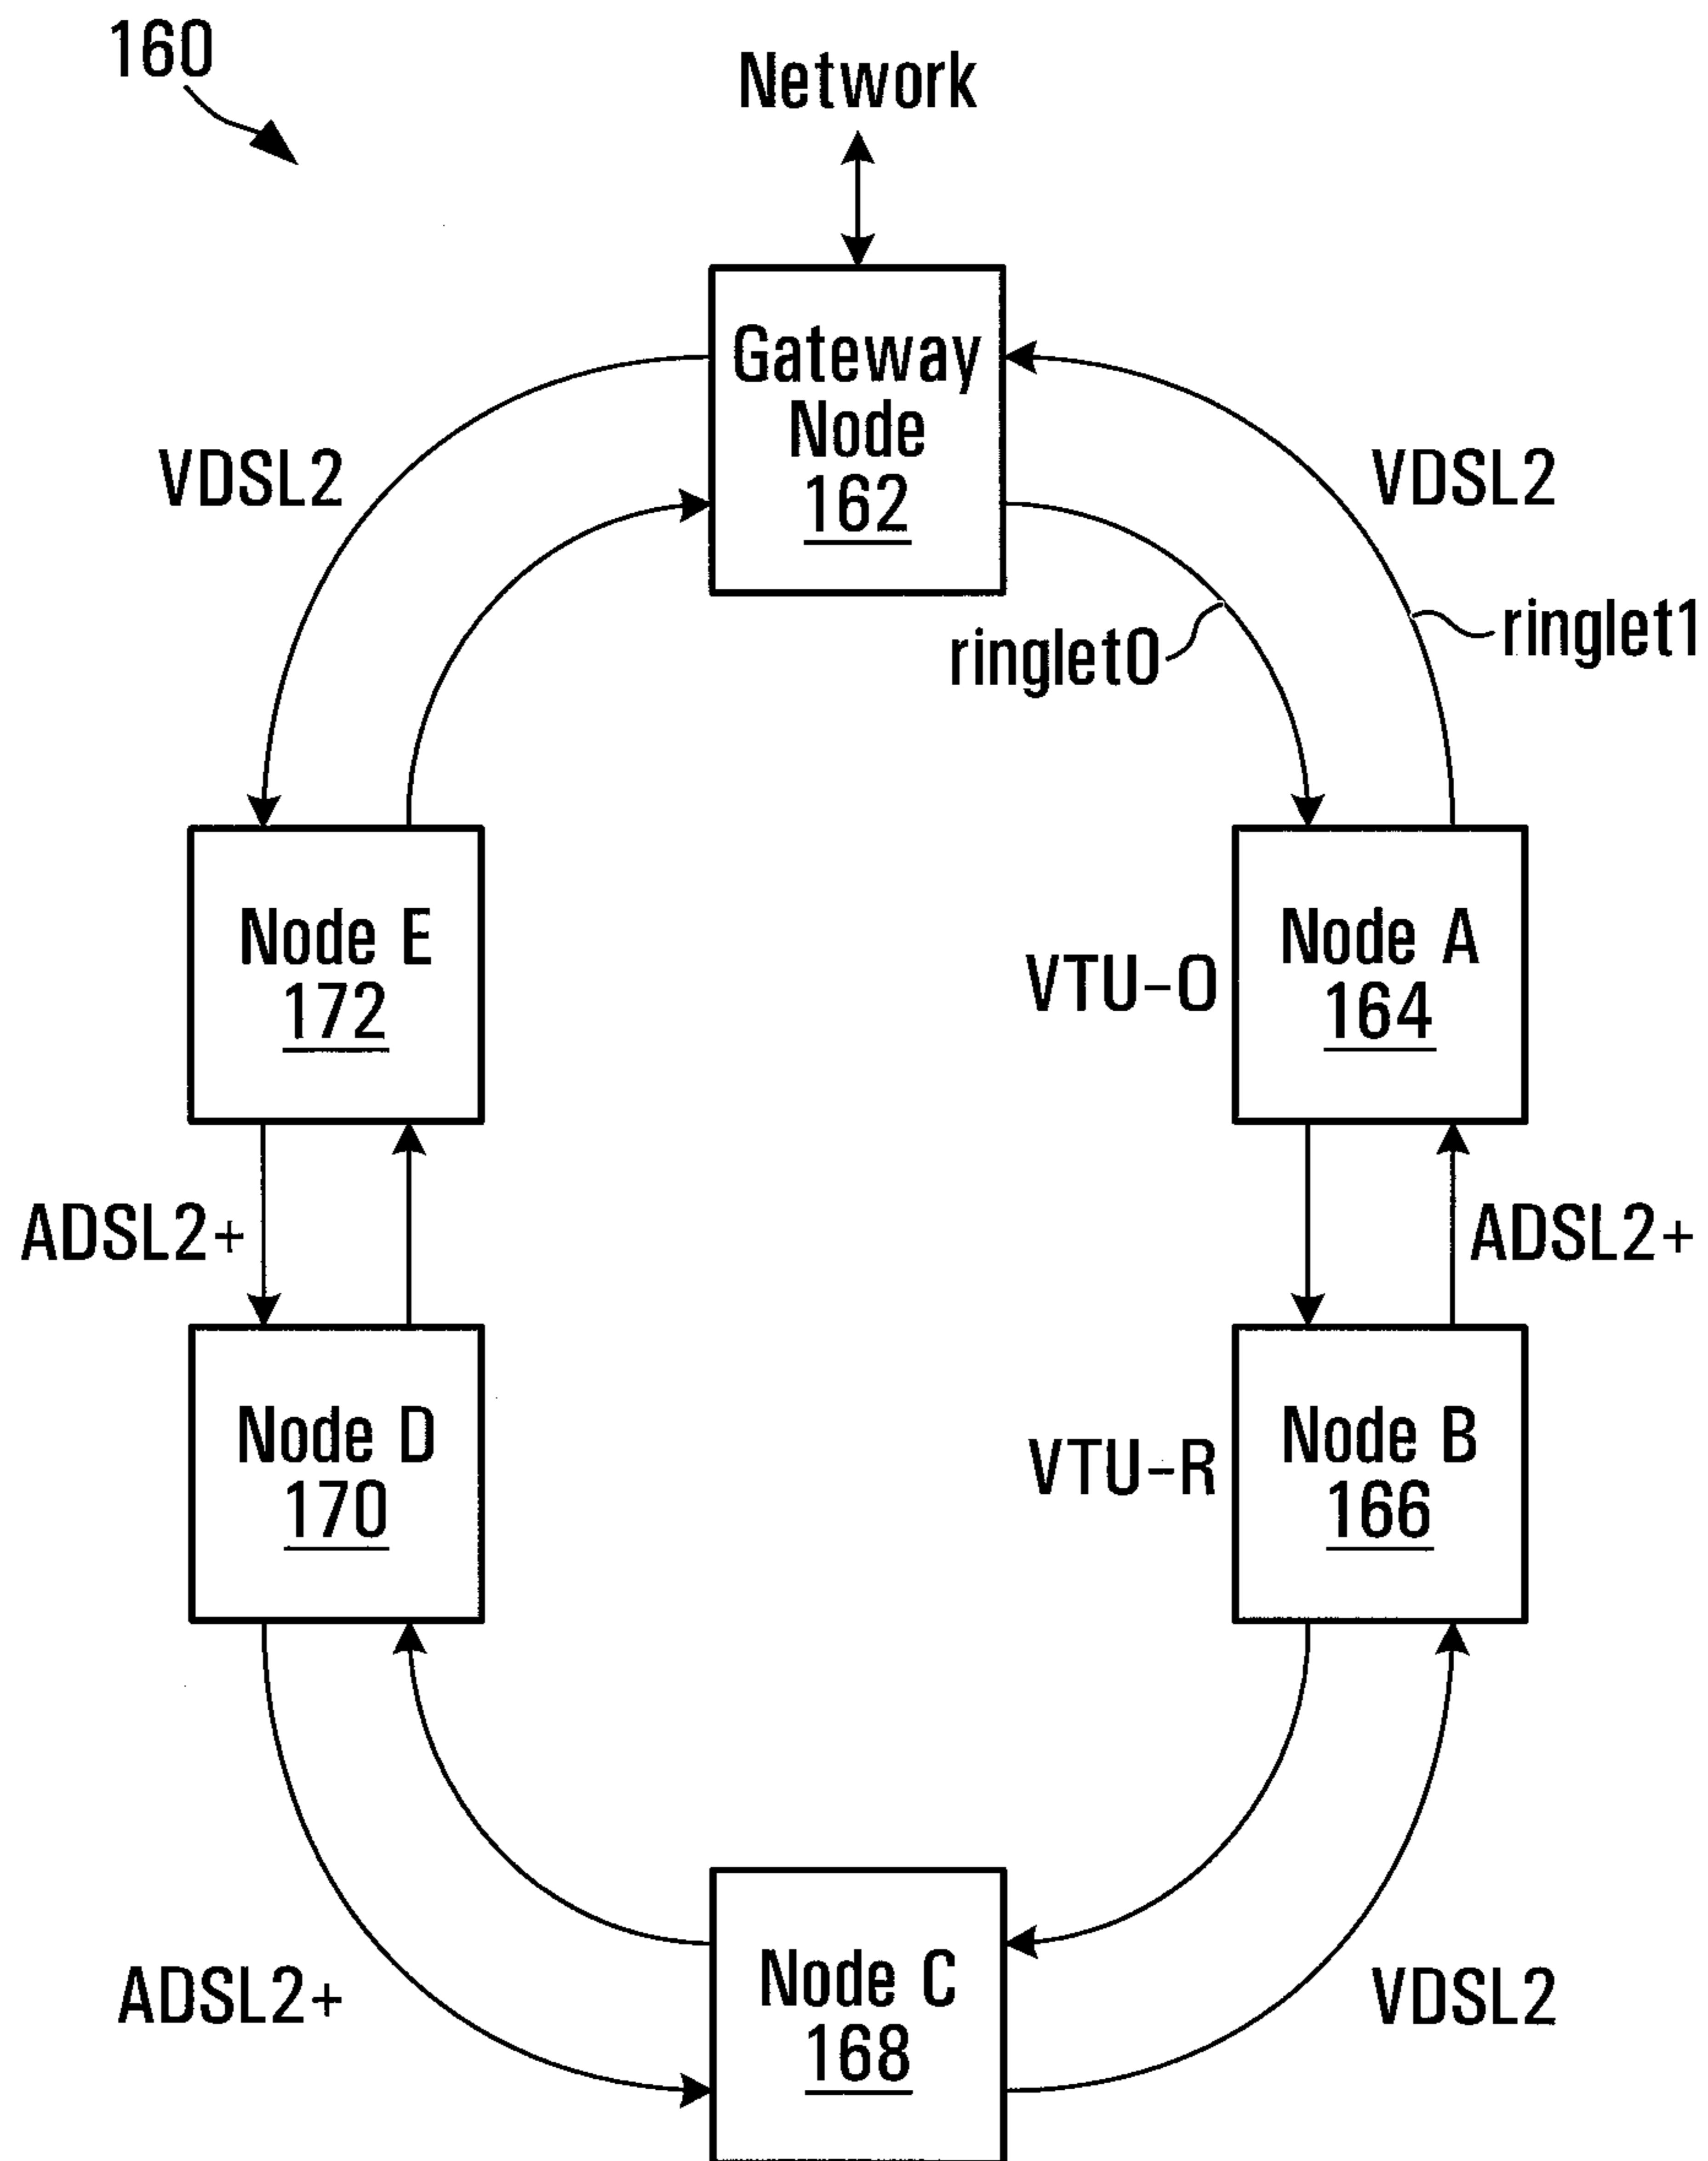 160
Network
Gateway
Node
162
VDSL2
VDSL2
ringlet0
ringlet1
Node E
172
VTU-O
Node A
164
ADSL2+
ADSL2+
Node D
170
VTU-R
Node B
166
ADSL2+
Node C
168
VDSL2